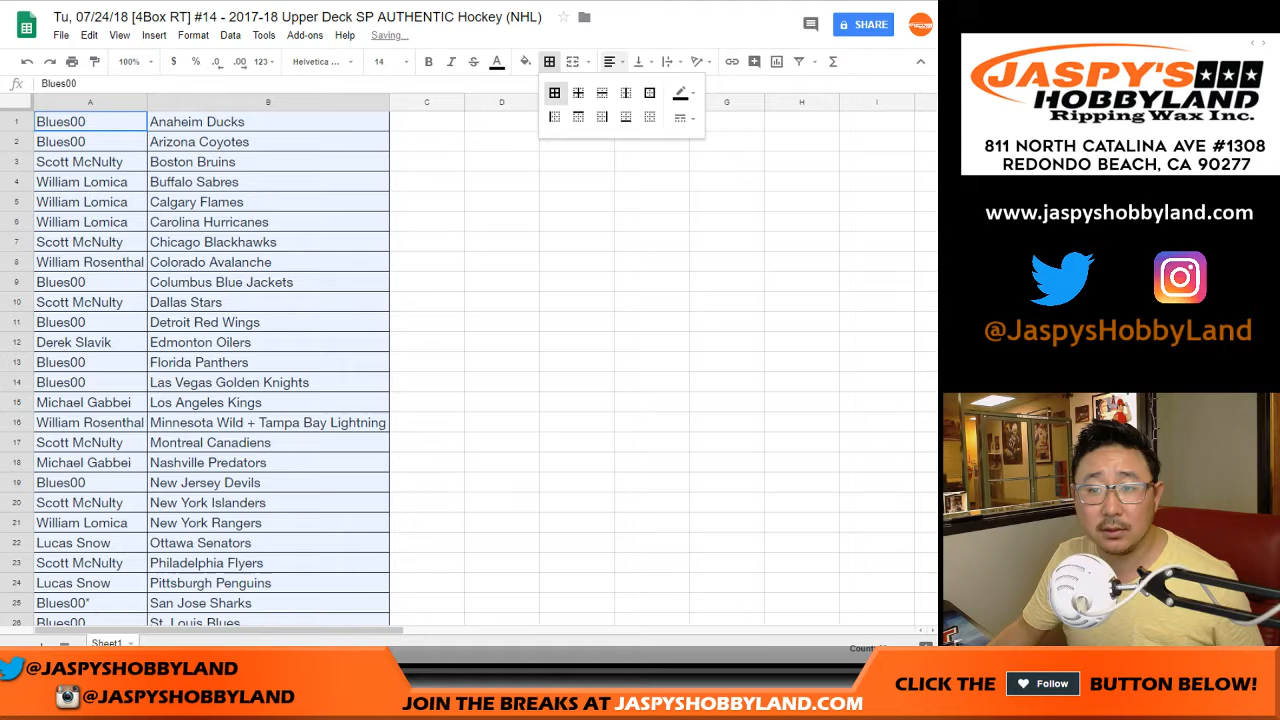 Tu, 07/24/18 [4Box RT] #14 - 2017-18 Upper Deck SP AUTHENTIC Hockey (NHL)
SHARE
File Edit View Insert Format Data Tools Add-ons Help Saving...
100% $ % .0 .00 123 Helvetica ... 14 B I S A
fx Blues00
A B C D G H I
1 Blues00 Anaheim Ducks
2 Blues00 Arizona Coyotes
3 Scott McNulty Boston Bruins
4 William Lomica Buffalo Sabres
5 William Lomica Calgary Flames
6 William Lomica Carolina Hurricanes
7 Scott McNulty Chicago Blackhawks
8 William Rosenthal Colorado Avalanche
9 Blues00 Columbus Blue Jackets
10 Scott McNulty Dallas Stars
11 Blues00 Detroit Red Wings
12 Derek Slavik Edmonton Oilers
13 Blues00 Florida Panthers
14 Blues00 Las Vegas Golden Knights
15 Michael Gabbei Los Angeles Kings
16 William Rosenthal Minnesota Wild + Tampa Bay Lightning
17 Scott McNulty Montreal Canadiens
18 Michael Gabbei Nashville Predators
19 Blues00 New Jersey Devils
20 Scott McNulty New York Islanders
21 William Lomica New York Rangers
22 Lucas Snow Ottawa Senators
23 Scott McNulty Philadelphia Flyers
24 Lucas Snow Pittsburgh Penguins
25 Blues00* San Jose Sharks
26 Blues00 St. Louis Blues
Sheet1
JASPY'S
HOBBYLAND
Ripping Wax Inc.
811 NORTH CATALINA AVE #1308
REDONDO BEACH, CA 90277
www.jaspyshobbyland.com
@JaspysHobbyLand
@JASPYSHOBBYLAND
@JASPYSHOBBYLAND
JOIN THE BREAKS AT JASPYSHOBBYLAND.COM
CLICK THE Follow BUTTON BELOW!